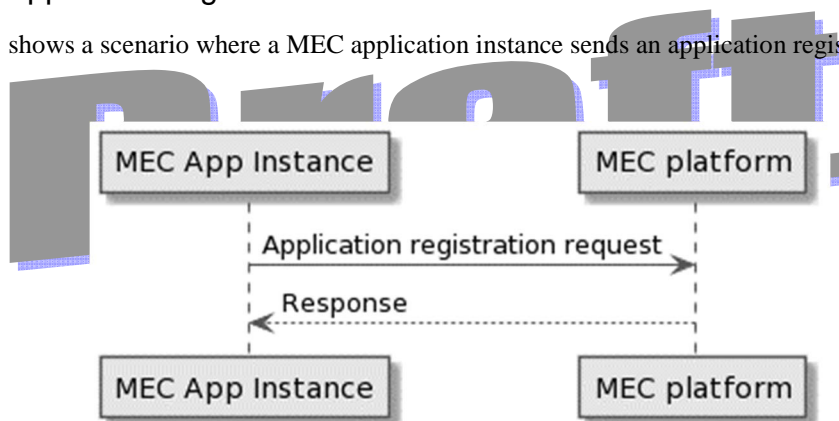 shows a scenario where a MEC application instance sends an application regis
MEC App Instance
MEC platform
Application registration request
Response
MEC App Instance
MEC platform